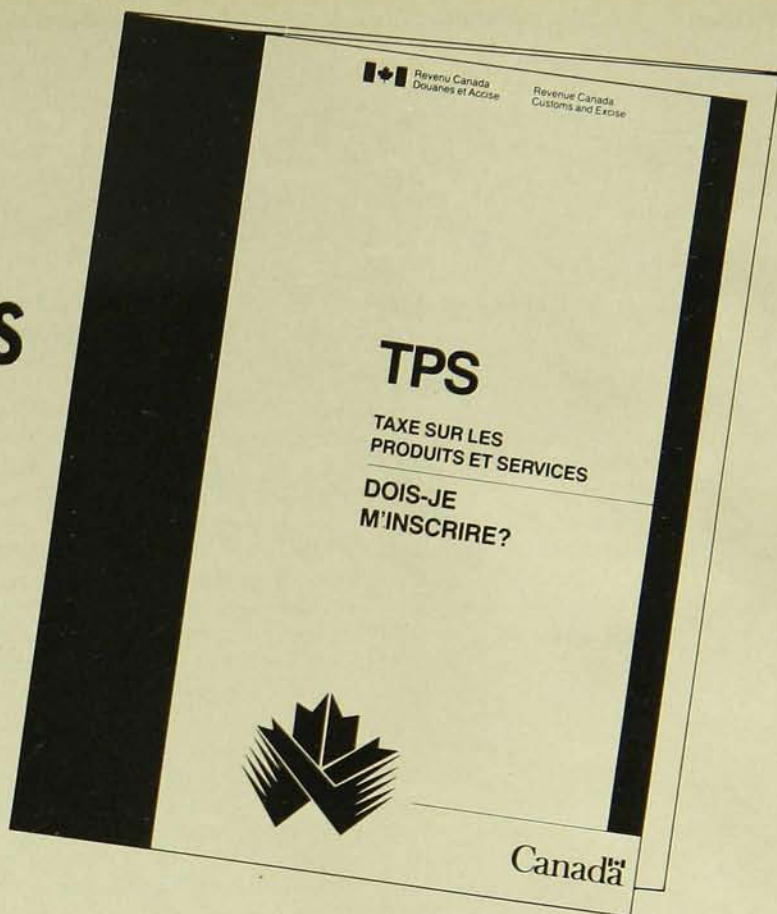 Revenu Canada
Douanes et Accise
Revenue Canada
Customs and Excise
TPS
TAXE SUR LES
PRODUITS ET SERVICES
DOIS-JE
M'INSCRIRE?
Canada